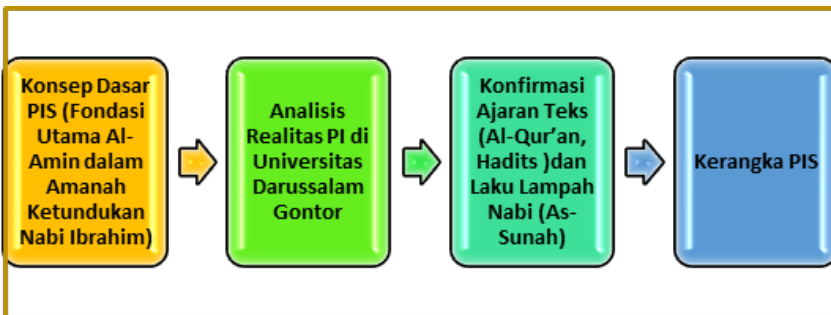 Konsep Dasar
PIS (Fondasi
Utama Al-
Amin dalam
Amanah
Ketundukan
Nabi Ibrahim)
Analisis
Realitas PI di
Universitas
Darussalam
Gontor
Konfirmasi
Ajaran Teks
(Al-Qur’an,
Hadits )dan
Laku Lampah
Nabi (As-
Sunah)
Kerangka PIS